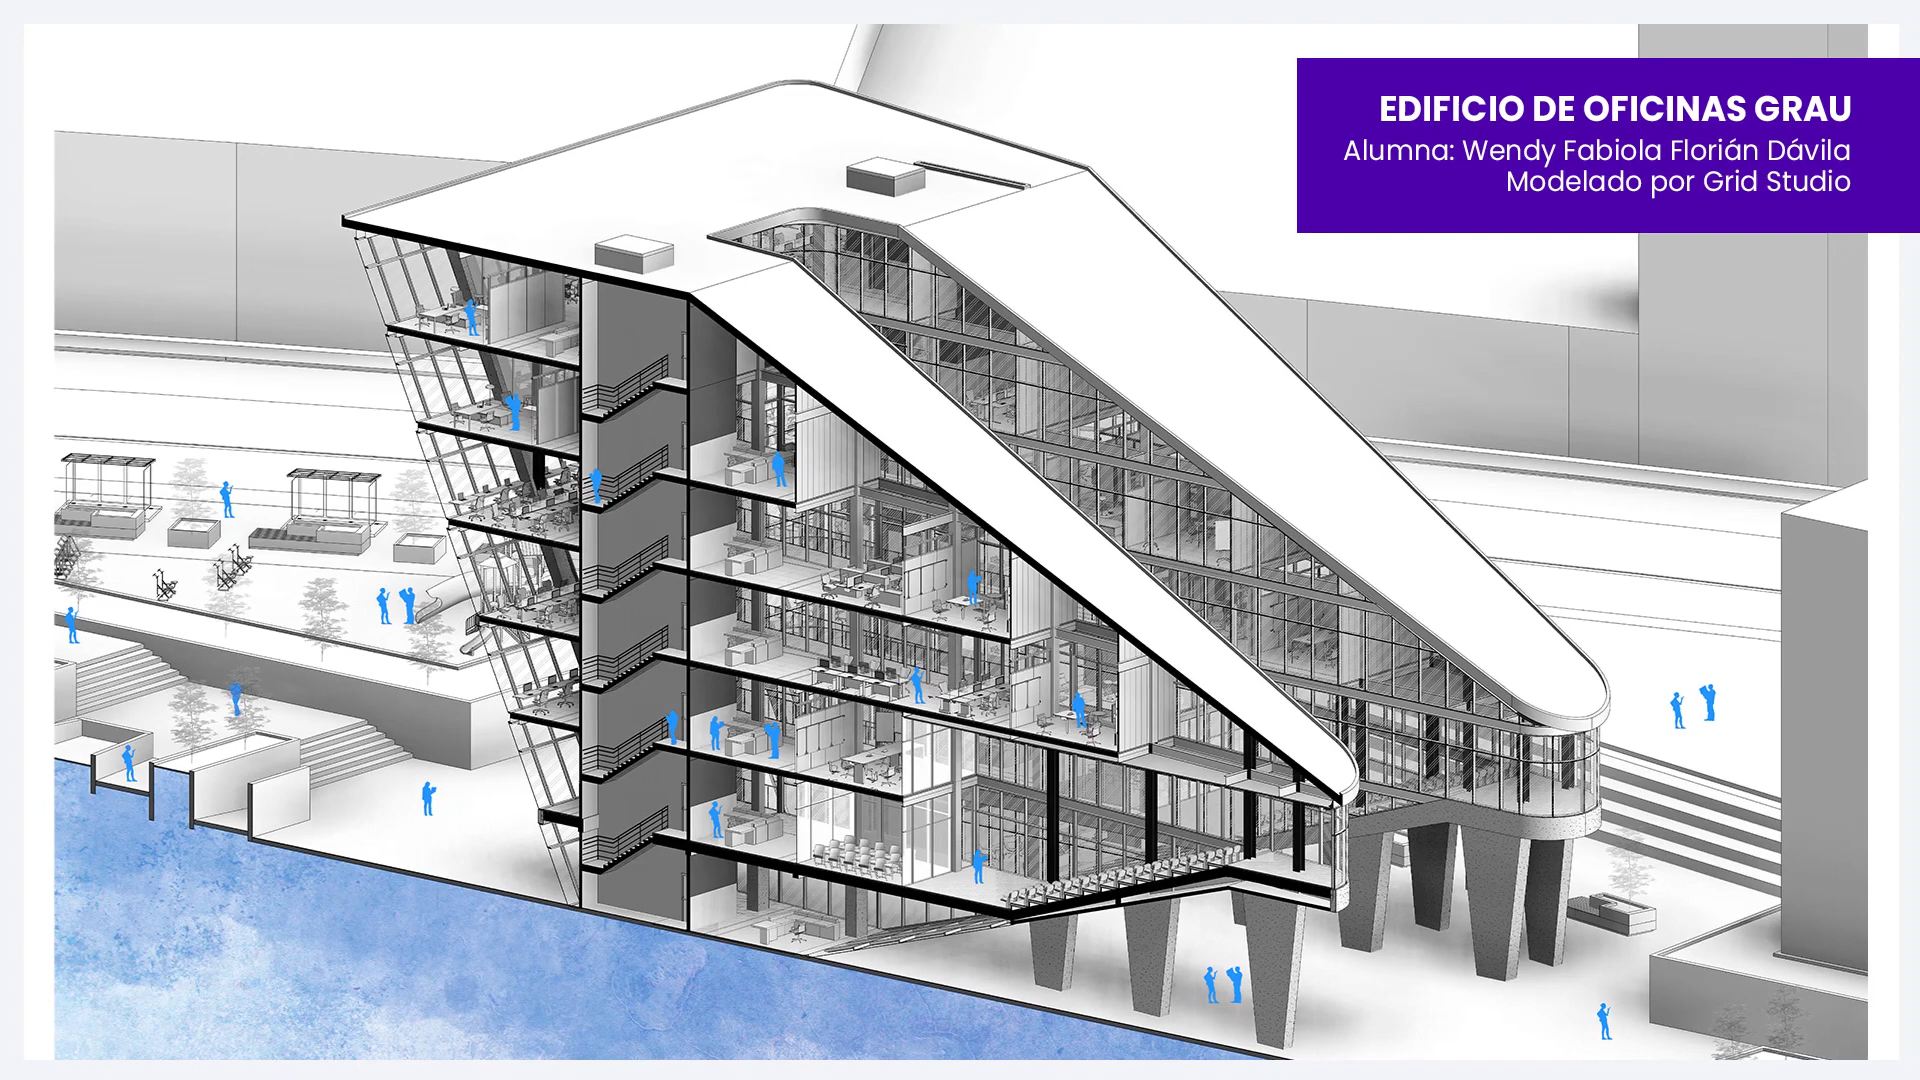 EDIFICIO DE OFICINAS GRAU
Alumna: Wendy Fabiola Florián Dávila
Modelado por Grid Studio